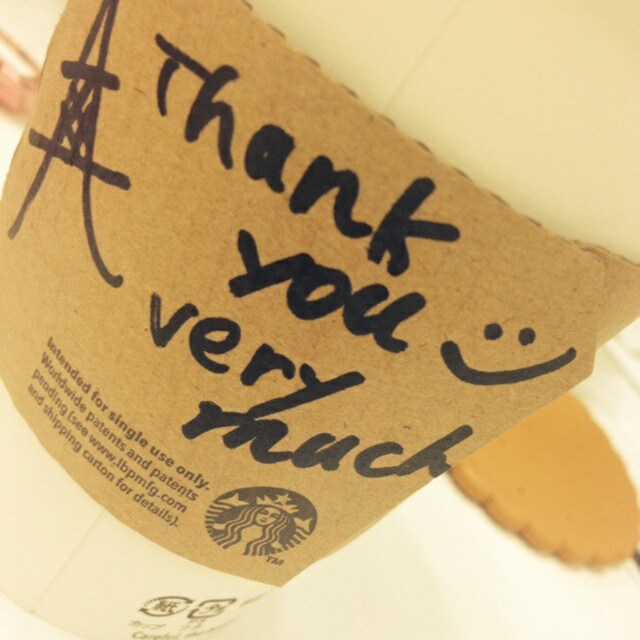 Thank
you
very
much
Intended for single use only.
Worldwide patents and patents
pending (see www.lbpmfg.com
and shipping carton for details).
TM